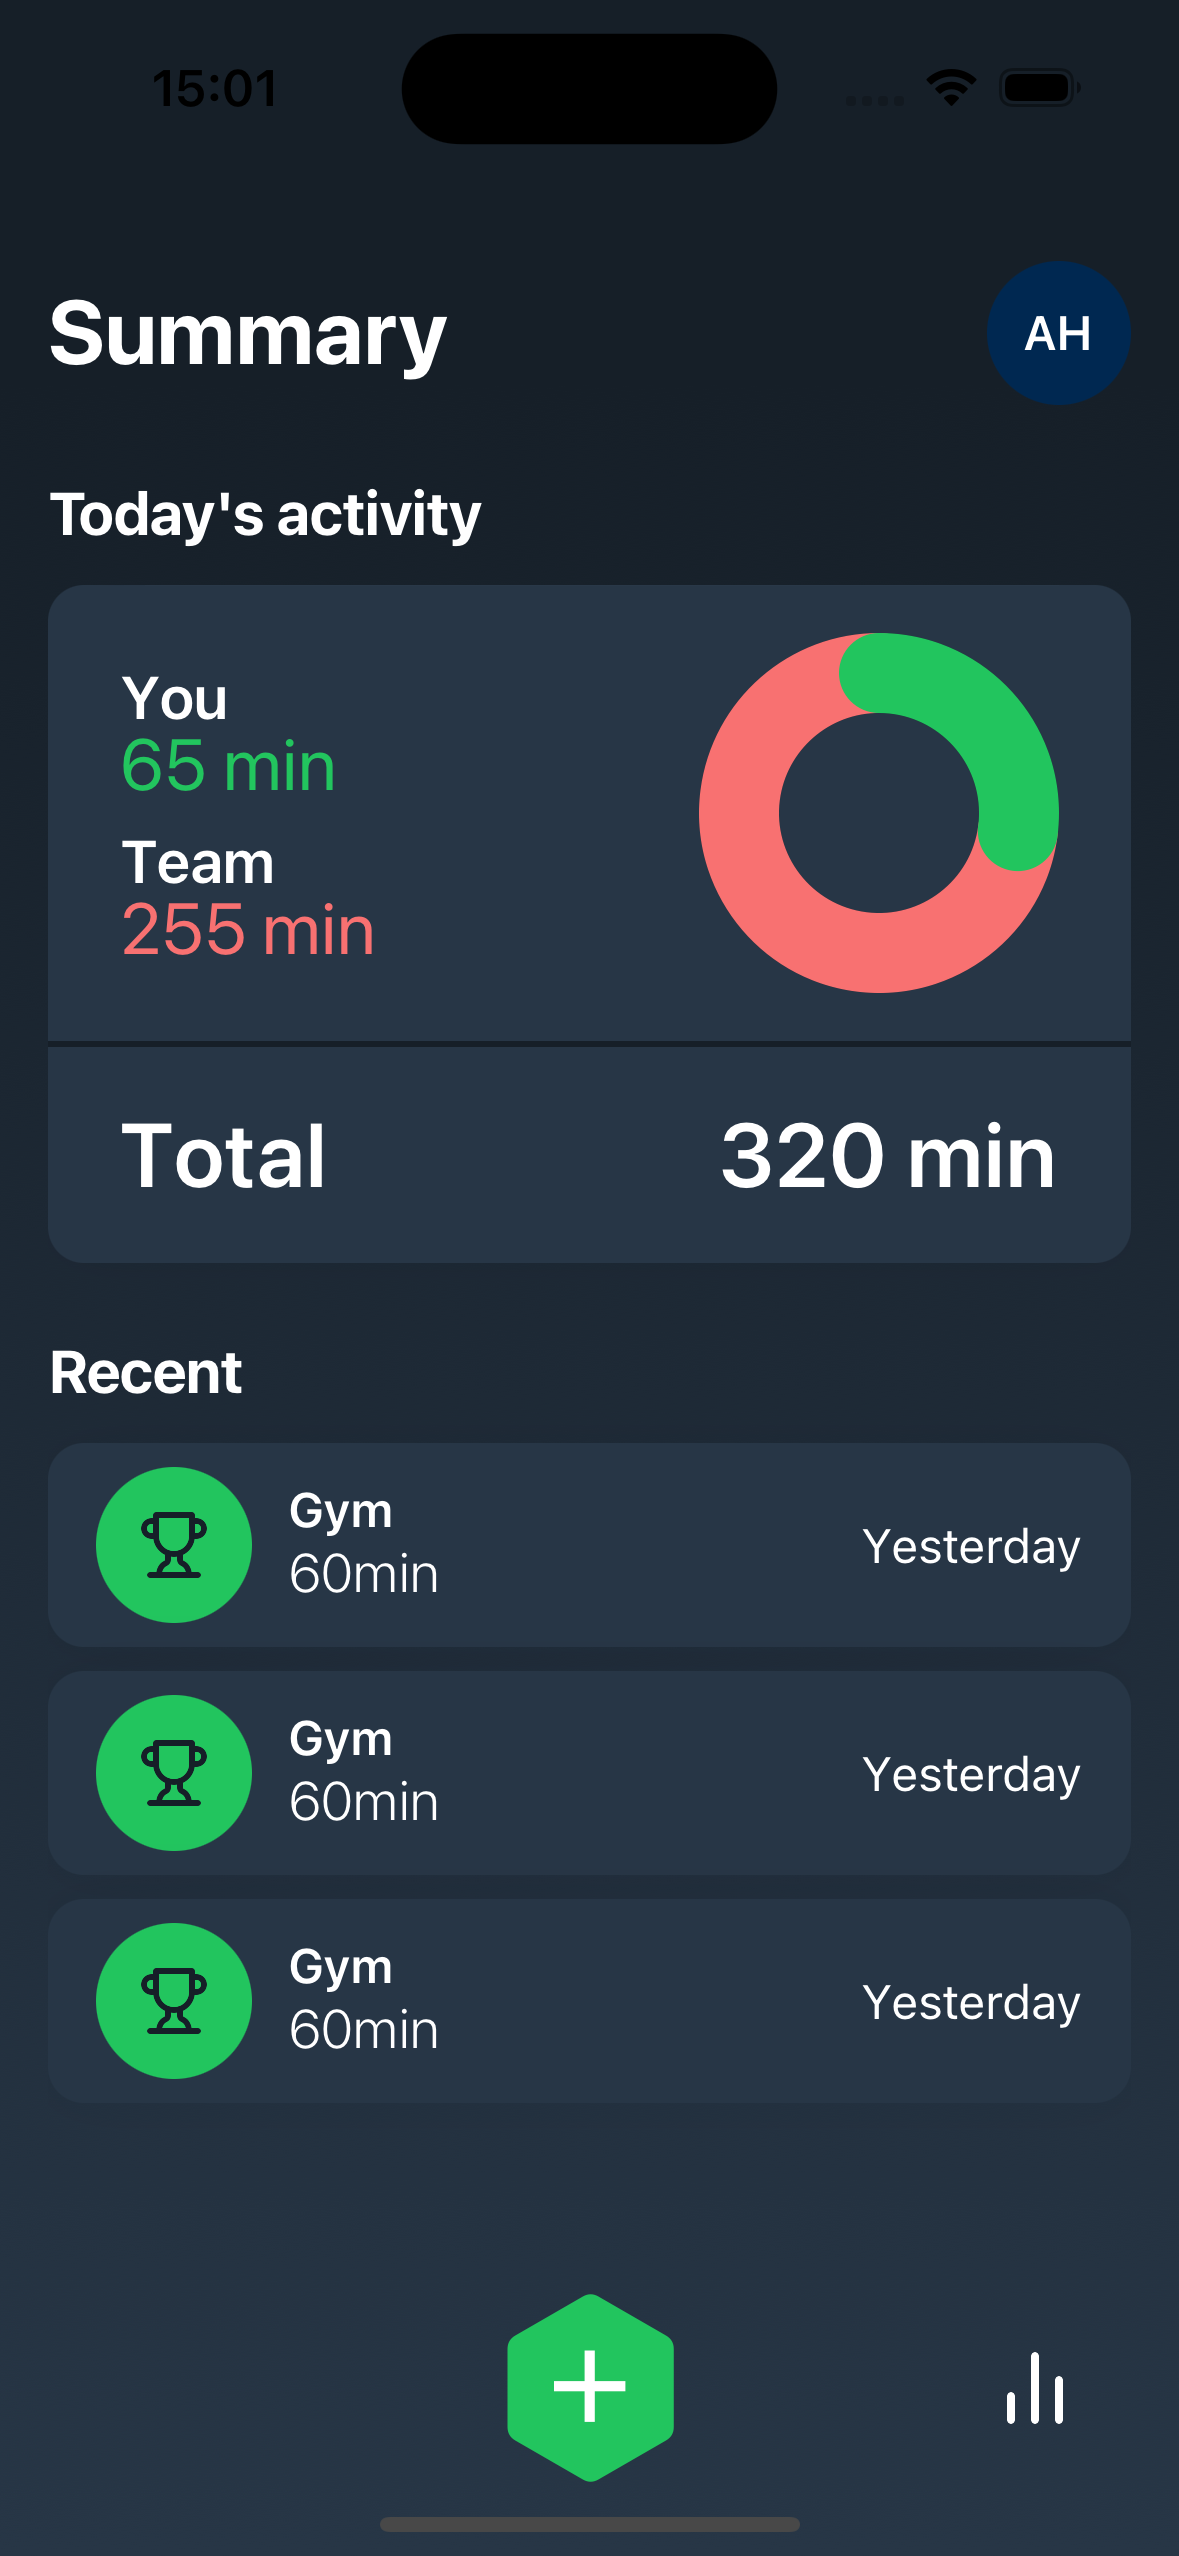 15:01
Summary
AH
Today's activity
You
65 min
Team
255 min
Total 320 min
Recent
Gym
60min
Yesterday
Gym
60min
Yesterday
Gym
60min
Yesterday